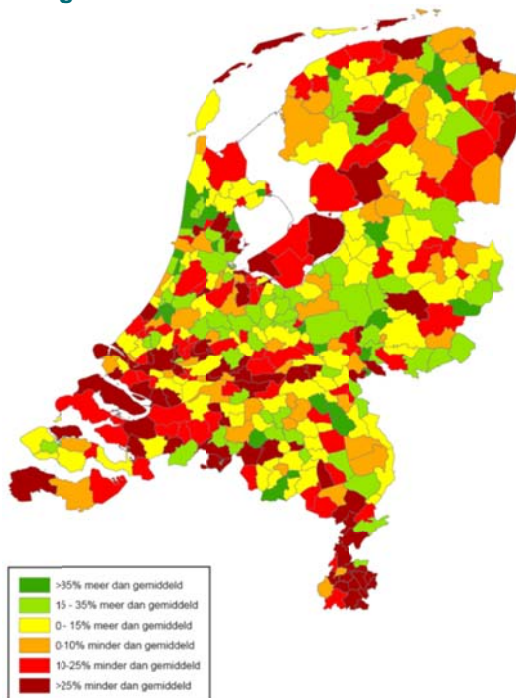 >35% meer dan gemiddeld
15 - 35% meer dan gemiddeld
0 - 15% meer dan gemiddeld
0-10% minder dan gemiddeld
10-25% minder dan gemiddeld
>25% minder dan gemiddeld